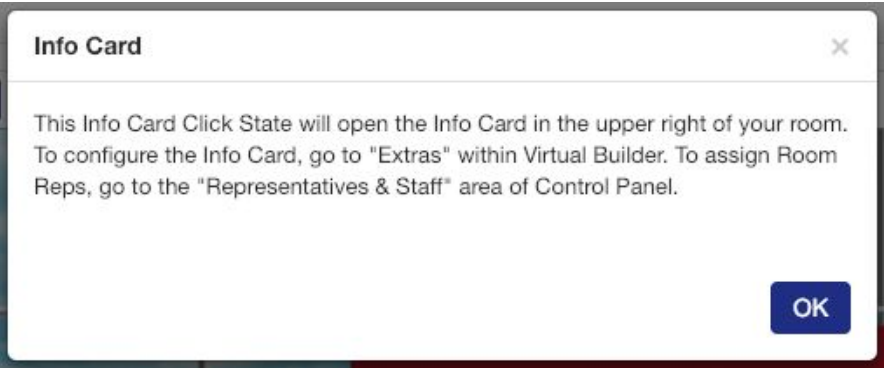 Info Card
×
This Info Card Click State will open the Info Card in the upper right of your room.
To configure the Info Card, go to "Extras" within Virtual Builder. To assign Room
Reps, go to the "Representatives & Staff" area of Control Panel.
OK